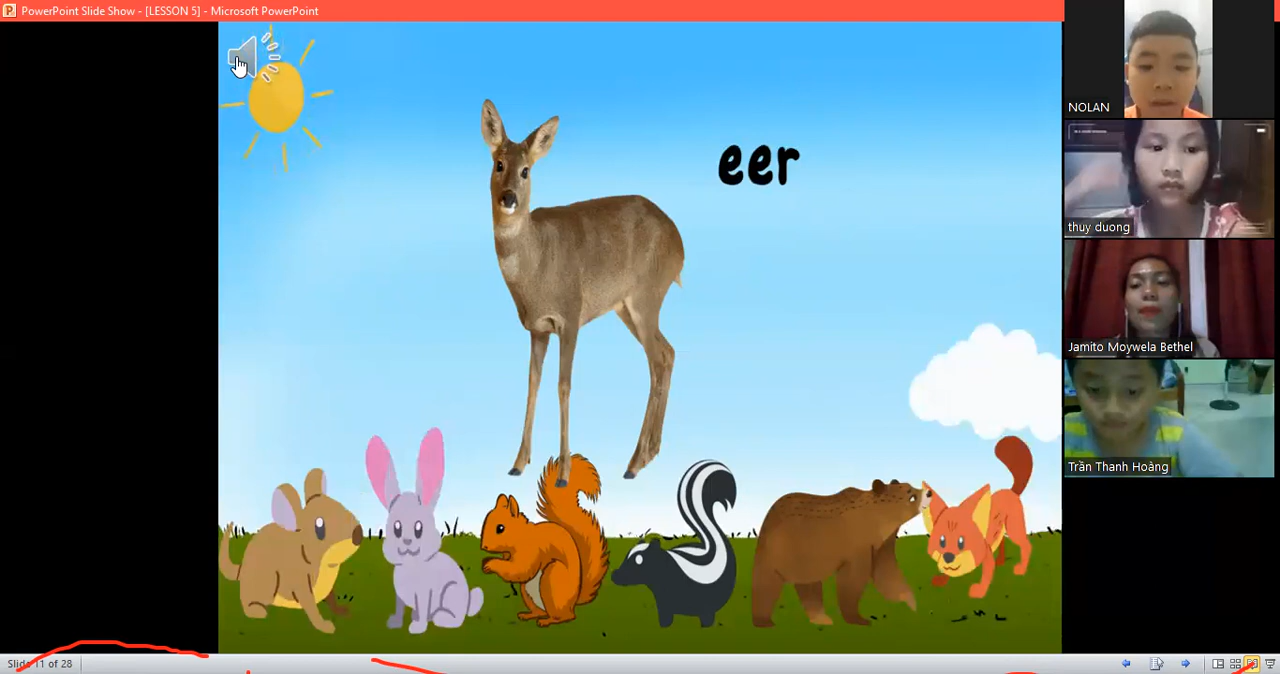 PowerPoint Slide Show - [LESSON 5] - Microsoft PowerPoint
eer
NOLAN
thuy duong
Jamito Moywela Bethel
Trần Thanh Hoàng
Slide 11 of 28